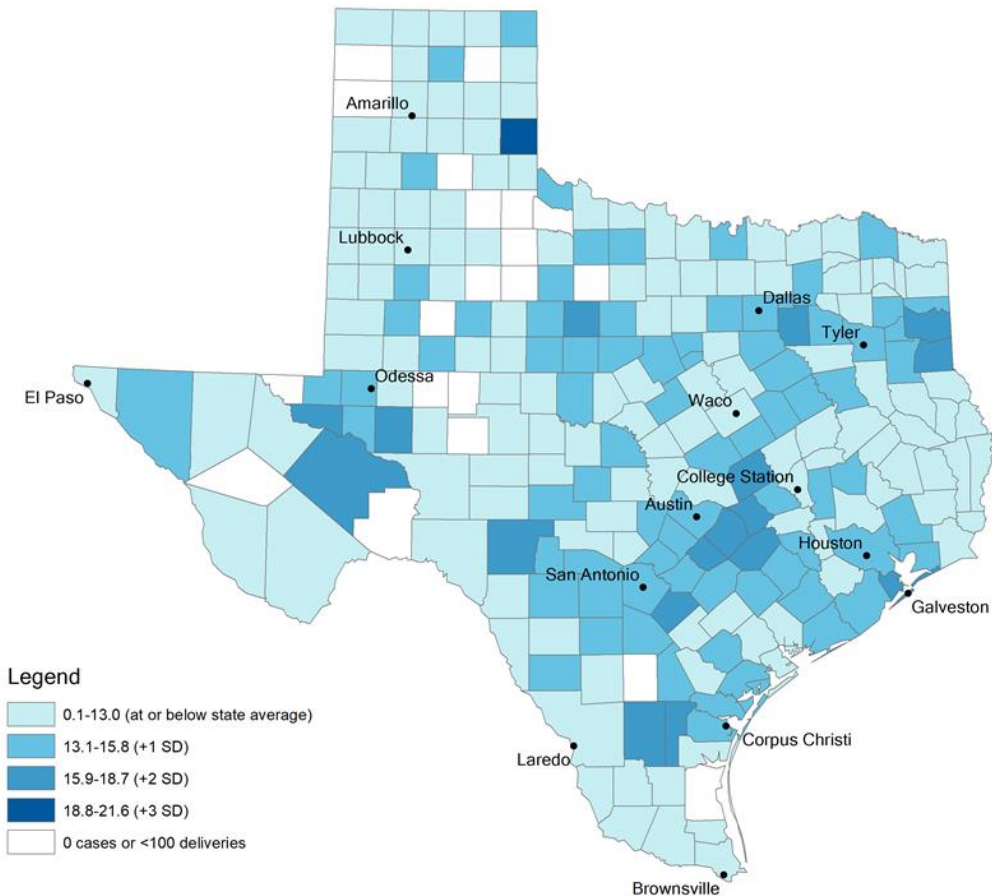 Amarillo
Lubbock
Dallas
Tyler
Odessa
El Paso
Waco
College Station
Austin
Houston
San Antonio
Galveston
Legend
0.1-13.0 (at or below state average)
13.1-15.8 (+1 SD)
Corpus Christi
Laredo
15.9-18.7 (+2 SD)
18.8-21.6 (+3 SD)
0 cases or <100 deliveries
Brownsville